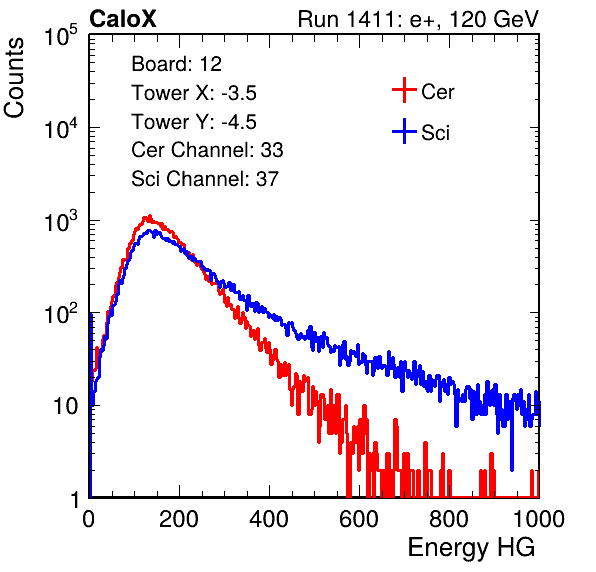 CaloX Run 1411: e+, 120 GeV
Board: 12
Tower X: -3.5
Tower Y: -4.5
Cer Channel: 33
Sci Channel: 37
Cer
Sci
Counts
10^5
10^4
10^3
10^2
10
1
0 200 400 600 800 1000
Energy HG